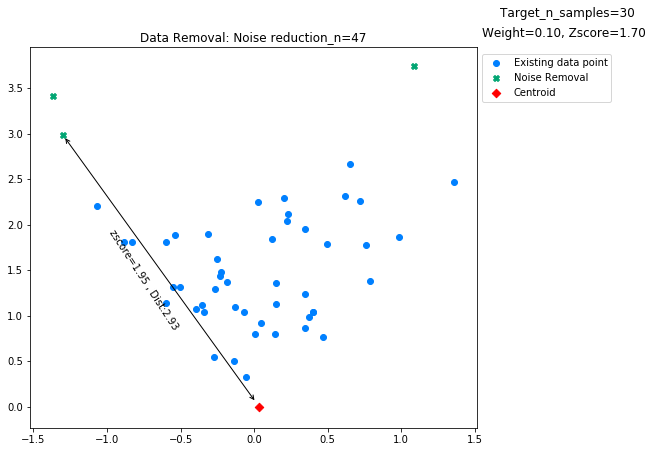 Target_n_samples=30
Weight=0.10, Zscore=1.70
Data Removal: Noise reduction_n=47
Existing data point
Noise Removal
Centroid
3.5
3.0
2.5
2.0
1.5
1.0
0.5
0.0
zscore=1.95 , Dist:2.93
−1.5 −1.0 −0.5 0.0 0.5 1.0 1.5